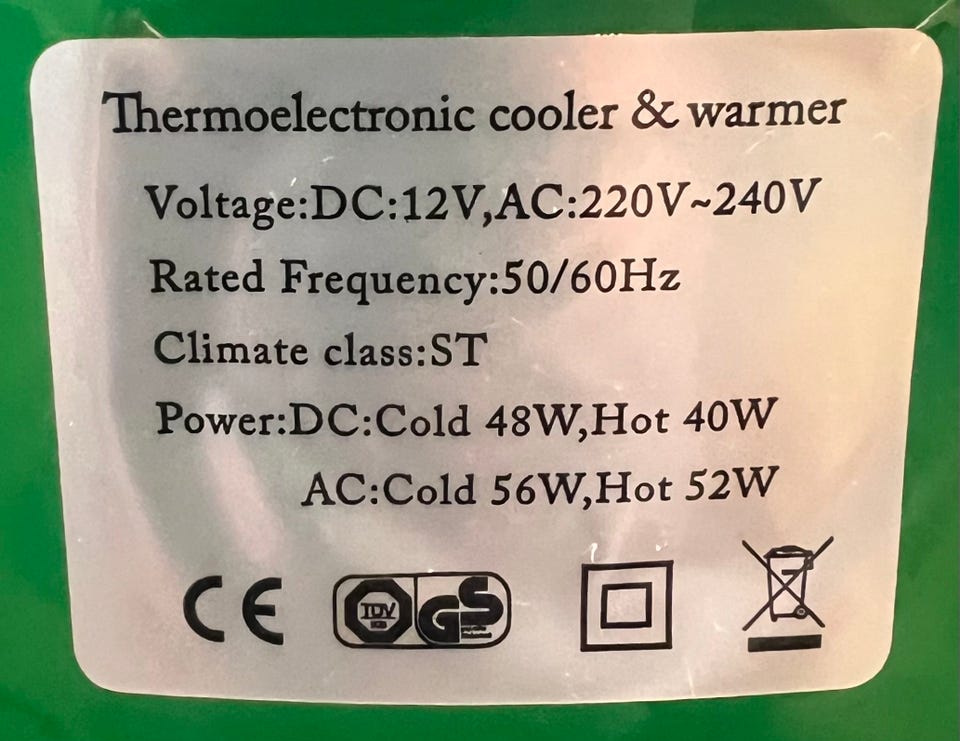 Thermoelectronic cooler & warmer
Voltage:DC:12V,AC:220V~240V
Rated Frequency:50/60Hz
Climate class:ST
Power:DC:Cold 48W,Hot 40W
AC:Cold 56W,Hot 52W
CE TÜV GS